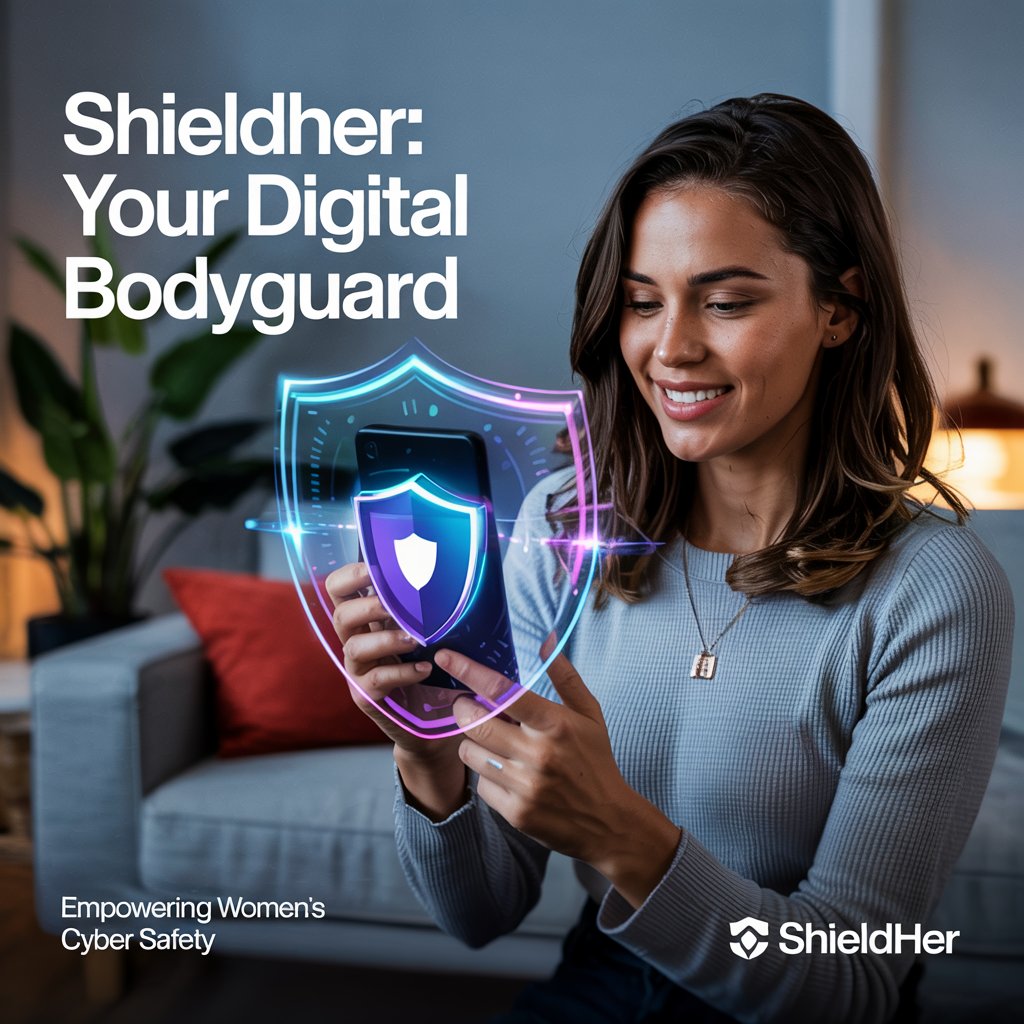 Shieldher:
Your Digital
Bodyguard
Empowering Women's
Cyber Safety
ShieldHer